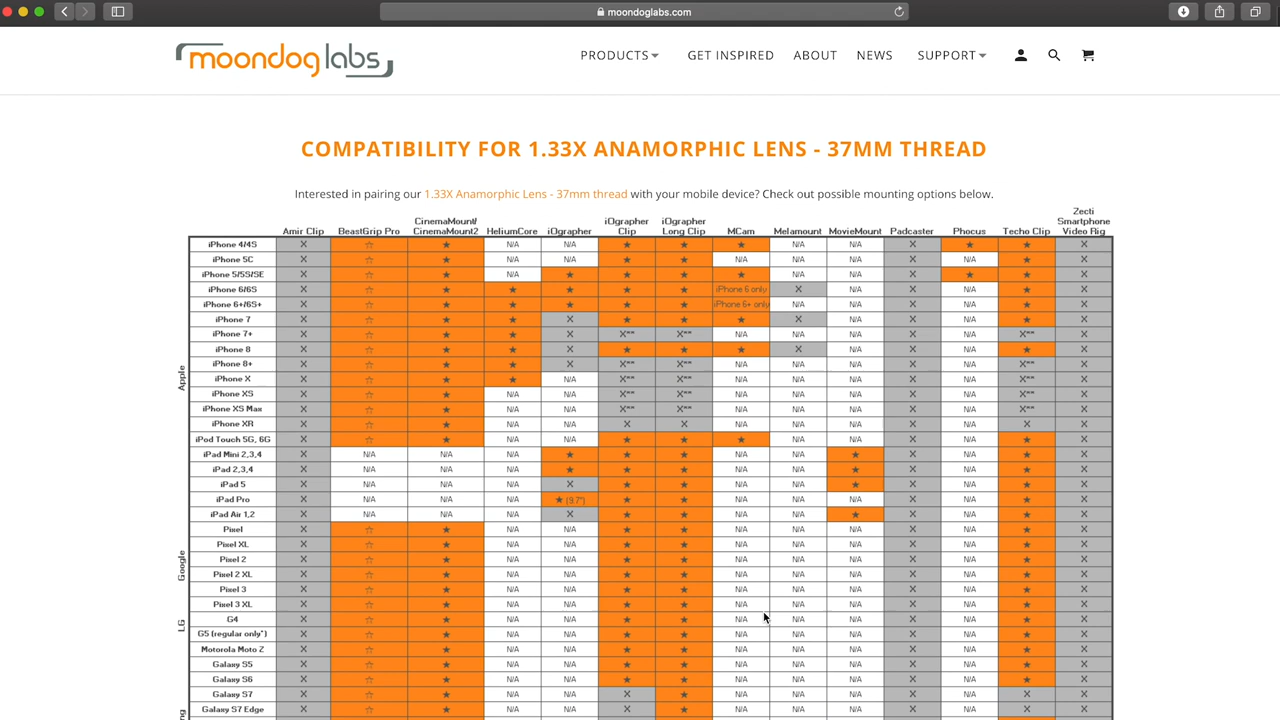 moondoglabs.com
moondog labs
PRODUCTS GET INSPIRED ABOUT NEWS SUPPORT
COMPATIBILITY FOR 1.33X ANAMORPHIC LENS - 37MM THREAD
Interested in pairing our 1.33X Anamorphic Lens - 37mm thread with your mobile device? Check out possible mounting options below.
Amir Clip BeastGrip Pro CinemaMount/ CinemaMount2 HeliumCore iOgrapher iOgrapher Clip iOgrapher Long Clip MCam Melamount MovieMount Padcaster Phocus Techo Clip Zecti Smartphone Video Rig
Apple
iPhone 4/4S X ☆ ★ N/A N/A ★ ★ ★ N/A N/A X ★ ★ X
iPhone 5C X ☆ ★ N/A N/A ★ ★ N/A N/A N/A X N/A ★ X
iPhone 5/5S/SE X ☆ ★ N/A ★ ★ ★ ★ N/A N/A X ★ ★ X
iPhone 6/6S X ☆ ★ ★ ★ ★ ★ iPhone 6 only X N/A X N/A ★ X
iPhone 6+/6S+ X ☆ ★ ★ ★ ★ ★ iPhone 6+ only N/A N/A X N/A ★ X
iPhone 7 X ☆ ★ ★ X ★ ★ ★ X N/A X N/A ★ X
iPhone 7+ X ☆ ★ ★ X X** X** N/A N/A N/A X N/A X** X
iPhone 8 X ☆ ★ ★ X ★ ★ ★ X N/A X N/A ★ X
iPhone 8+ X ☆ ★ ★ X X** X** N/A N/A N/A X N/A X** X
iPhone X X ☆ ★ ★ N/A X** X** N/A N/A N/A X N/A X** X
iPhone XS X ☆ ★ N/A N/A X** X** N/A N/A N/A X N/A X** X
iPhone XS Max X ☆ ★ N/A N/A X** X** N/A N/A N/A X N/A X** X
iPhone XR X ☆ ★ N/A N/A X X N/A N/A N/A X N/A X X
iPod Touch 5G, 6G X ☆ ★ N/A N/A ★ ★ ★ N/A N/A X N/A ★ X
iPad Mini 2,3,4 X N/A N/A N/A ★ ★ ★ N/A N/A ★ X N/A ★ X
iPad 2,3,4 X N/A N/A N/A ★ ★ ★ N/A N/A ★ X N/A ★ X
iPad 5 X N/A N/A N/A X ★ ★ N/A N/A ★ X N/A ★ X
iPad Pro X N/A N/A N/A ★ (9.7") ★ ★ N/A N/A N/A X N/A ★ X
iPad Air 1,2 X N/A N/A N/A X ★ ★ N/A N/A ★ X N/A ★ X
Google
Pixel X ☆ ★ N/A N/A ★ ★ N/A N/A N/A X N/A ★ X
Pixel XL X ☆ ★ N/A N/A ★ ★ N/A N/A N/A X N/A ★ X
Pixel 2 X ☆ ★ N/A N/A ★ ★ N/A N/A N/A X N/A ★ X
Pixel 2 XL X ☆ ★ N/A N/A ★ ★ N/A N/A N/A X N/A ★ X
Pixel 3 X ☆ ★ N/A N/A ★ ★ N/A N/A N/A X N/A ★ X
Pixel 3 XL X ☆ ★ N/A N/A ★ ★ N/A N/A N/A X N/A ★ X
LG
G4 X ☆ ★ N/A N/A ★ ★ N/A N/A N/A X N/A ★ X
G5 (regular only*) X ☆ ★ N/A N/A ★ ★ N/A N/A N/A X N/A ★ X
Motorola Moto Z X ☆ ★ N/A N/A ★ ★ N/A N/A N/A X N/A ★ X
Galaxy S5 X ☆ ★ N/A N/A ★ ★ N/A N/A N/A X N/A ★ X
Galaxy S6 X ☆ ★ N/A N/A ★ ★ N/A N/A N/A X N/A ★ X
Galaxy S7 X ☆ ★ N/A N/A X ★ N/A N/A N/A X N/A X X
Galaxy S7 Edge X ☆ ★ N/A N/A X ★ N/A N/A N/A X N/A X X